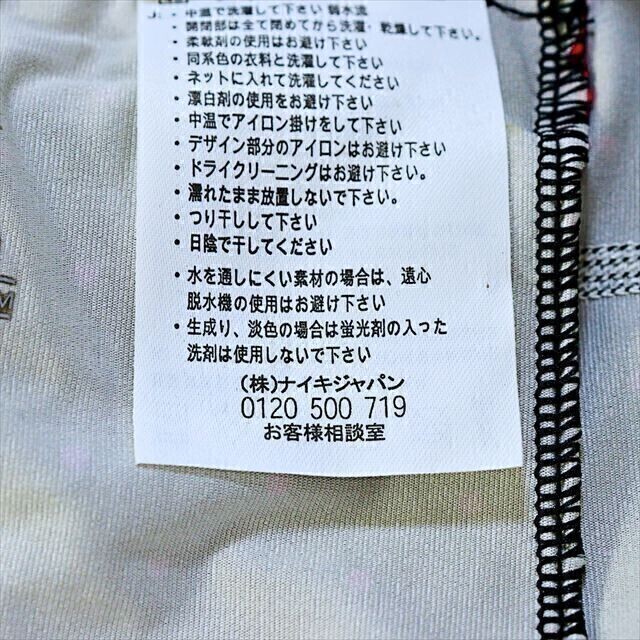 J: ・中温で洗濯して下さい 弱水流
・開閉部は全て閉めてから洗濯・乾燥して下さい。
・柔軟剤の使用はお避け下さい
・同系色の衣料と洗濯して下さい
・ネットに入れて洗濯してください
・漂白剤の使用をお避け下さい
・中温でアイロン掛けをして下さい
・デザイン部分のアイロンはお避け下さい
・ドライクリーニングはお避け下さい。
・濡れたまま放置しないで下さい。
・つり干しして下さい
・日陰で干してください
・水を通しにくい素材の場合は、遠心
脱水機の使用はお避け下さい
・生成り、淡色の場合は蛍光剤の入った
洗剤は使用しないで下さい
(株)ナイキジャパン
0120 500 719
お客様相談室